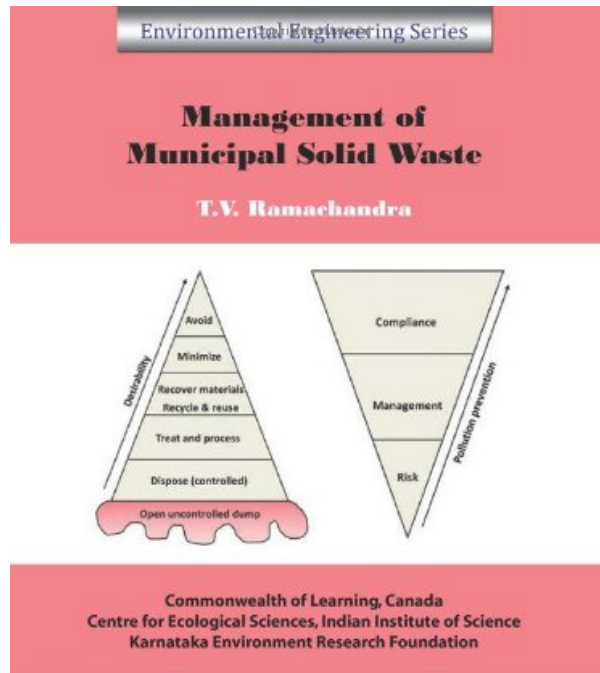 Environmental Engineering Series
Management of
Municipal Solid Waste
T.V. Ramachandra
Desirability
Avoid
Minimize
Recover materials
Recycle & reuse
Treat and process
Dispose (controlled)
Open uncontrolled dump
Compliance
Management
Risk
Pollution prevention
Commonwealth of Learning, Canada
Centre for Ecological Sciences, Indian Institute of Science
Karnataka Environment Research Foundation